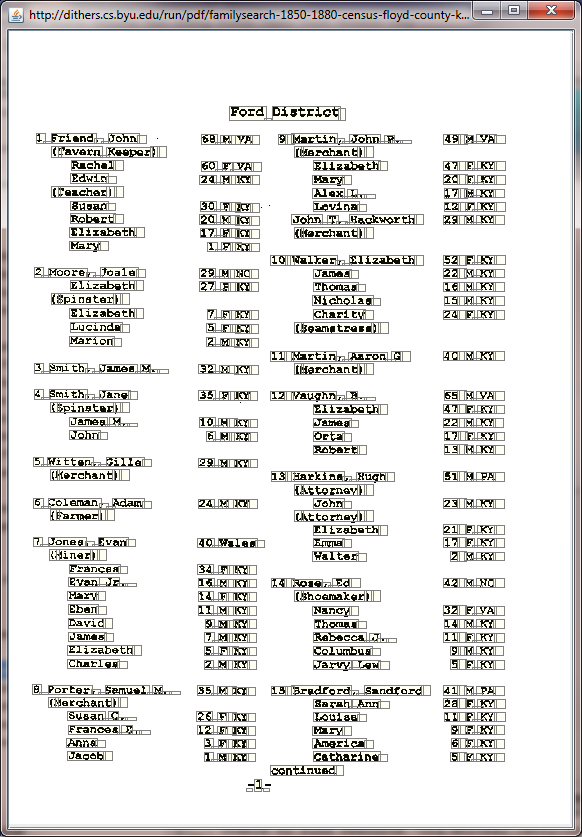 http://dithers.cs.byu.edu/run/pdf/familysearch-1850-1880-census-floyd-county-k...
Ford District
1 Friend, John 68 M VA
(Tavern Keeper)
Rachel 60 F VA
Edwin 24 M KY
(Teacher)
Susan 30 F KY
Robert 20 M KY
Elizabeth 17 F KY
Mary 1 F KY
2 Moore, Joale 29 M NC
Elizabeth 27 F KY
(Spinster)
Elizabeth 7 F KY
Lucinda 5 F KY
Marion 2 M KY
3 Smith, James M. 32 M KY
4 Smith, Jane 35 F KY
(Spinster)
James M. 10 M KY
John 6 M KY
5 Witten, Gille 29 M KY
(Merchant)
6 Coleman, Adam 24 M KY
(Farmer)
7 Jones, Evan 40 Wales
(Miner)
Frances 34 F KY
Evan Jr. 16 M KY
Mary 14 F KY
Eben 11 M KY
David 9 M KY
James 7 M KY
Elizabeth 5 F KY
Charles 2 M KY
8 Porter, Samuel M. 35 M KY
(Merchant)
Susan C. 26 F KY
Frances E. 12 F KY
Anna 3 F KY
Jacob 1 M KY
9 Martin, John P. 49 M VA
(Merchant)
Elizabeth 47 F KY
Mary 20 F KY
Alex L. 17 M KY
Levina 12 F KY
John T. Hackworth 29 M KY
(Merchant)
10 Walker, Elizabeth 52 F KY
James 22 M KY
Thomas 16 M KY
Nicholas 15 M KY
Charity 24 F KY
(Seamstress)
11 Martin, Aaron G 40 M KY
(Merchant)
12 Vaughn, B. 65 M VA
Elizabeth 47 F KY
James 22 M KY
Orta 17 F KY
Robert 13 M KY
13 Harkins, Hugh 51 M PA
(Attorney)
John 23 M KY
(Attorney)
Elizabeth 21 F KY
Emma 17 F KY
Walter 2 M KY
14 Rose, Ed 42 M NC
(Shoemaker)
Nancy 32 F VA
Thomas 14 M KY
Rebecca J. 11 F KY
Columbus 9 M KY
Jarvy Lew 5 F KY
15 Bradford, Sandford 41 M PA
Sarah Ann 28 F KY
Louisa 11 F KY
Mary 9 F KY
America 6 F KY
Catharine 5 M KY
continued
-1-